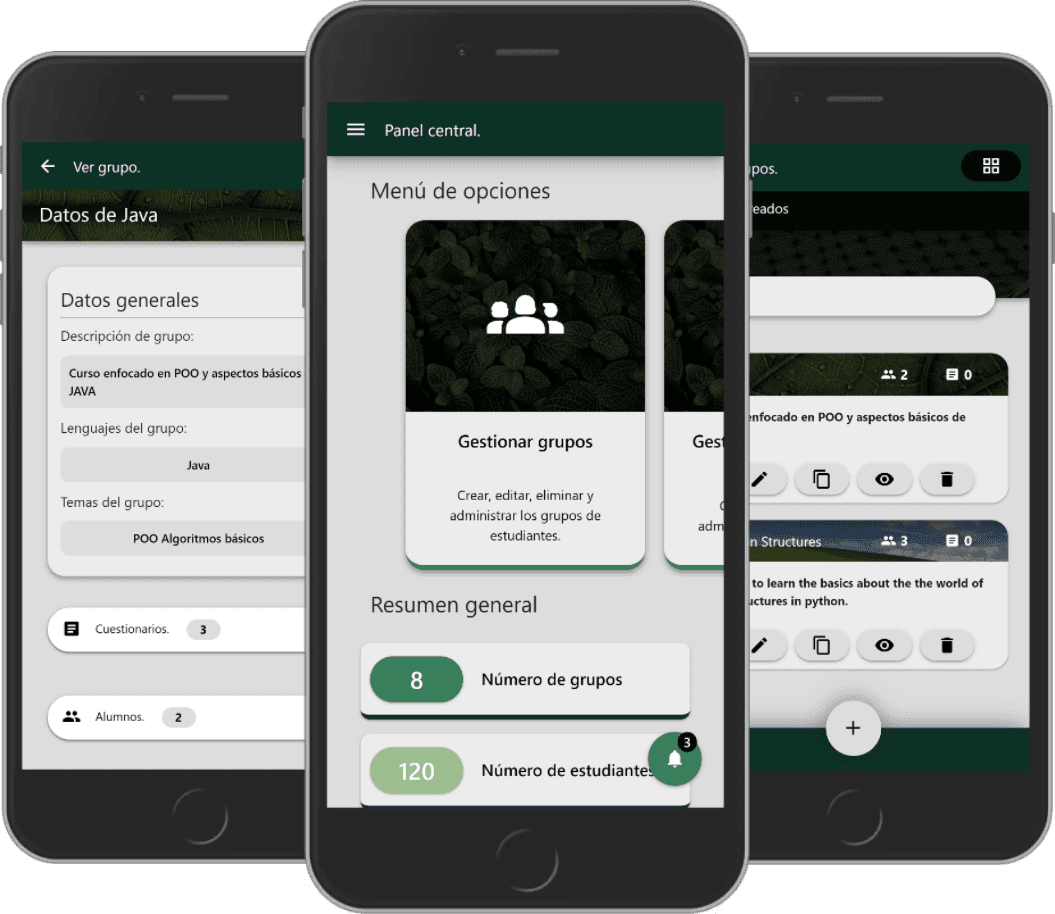 Ver grupo.
Datos de Java
Datos generales
Descripción de grupo:
Curso enfocado en POO y aspectos básicos
JAVA
Lenguajes del grupo:
Java
Temas del grupo:
POO Algoritmos básicos
Cuestionarios. 3
Alumnos. 2
Panel central.
Menú de opciones
Gestionar grupos
Crear, editar, eliminar y
administrar los grupos de
estudiantes.
Gest
adm
Resumen general
8 Número de grupos
120 Número de estudiantes
3
upos.
eados
2 0
enfocado en POO y aspectos básicos de
n Structures 3 0
to learn the basics about the the world of
uctures in python.